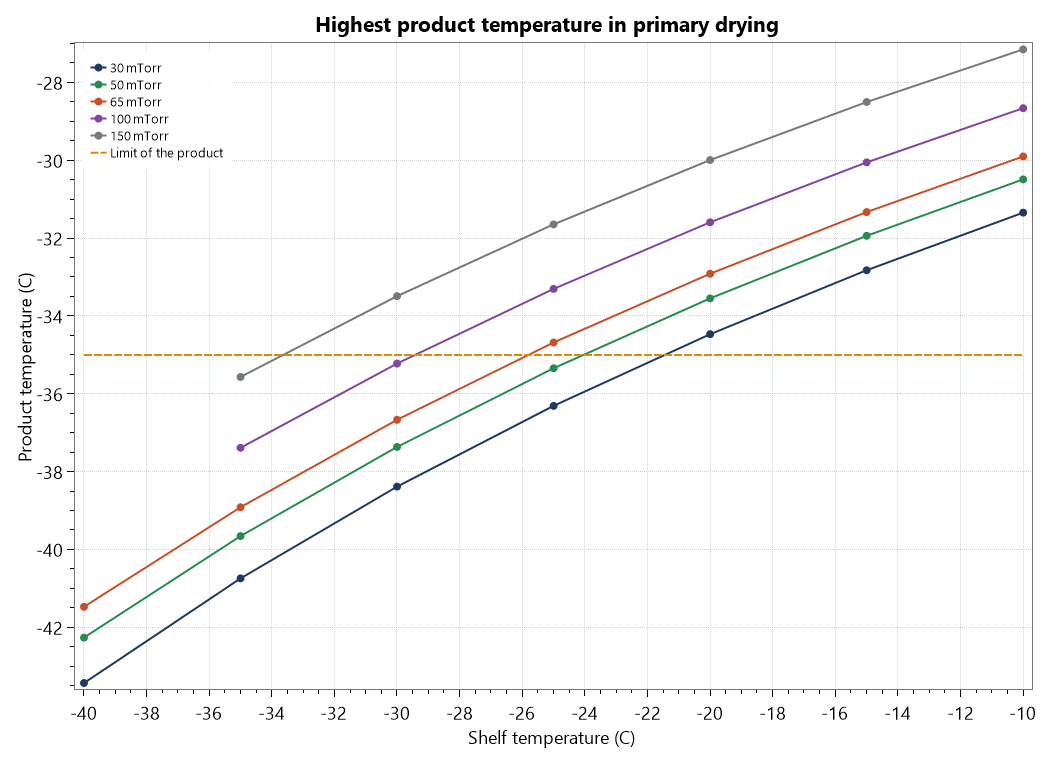 Highest product temperature in primary drying
30 mTorr
50 mTorr
65 mTorr
100 mTorr
150 mTorr
Limit of the product
Product temperature (C)
-28
-30
-32
-34
-36
-38
-40
-42
-40 -38 -36 -34 -32 -30 -28 -26 -24 -22 -20 -18 -16 -14 -12 -10
Shelf temperature (C)